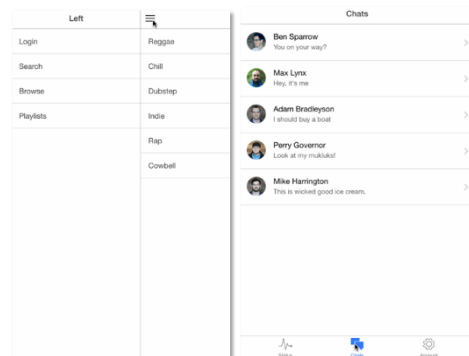 Left
Login
Search
Browse
Playlists
Reggae
Chill
Dubstep
Indie
Rap
Cowbell
Chats
Ben Sparrow
You on your way?
Max Lynx
Hey, it's me
Adam Bradleyson
I should buy a boat
Perry Governor
Look at my mukluks!
Mike Harrington
This is wicked good ice cream.
Status
Chats
Account